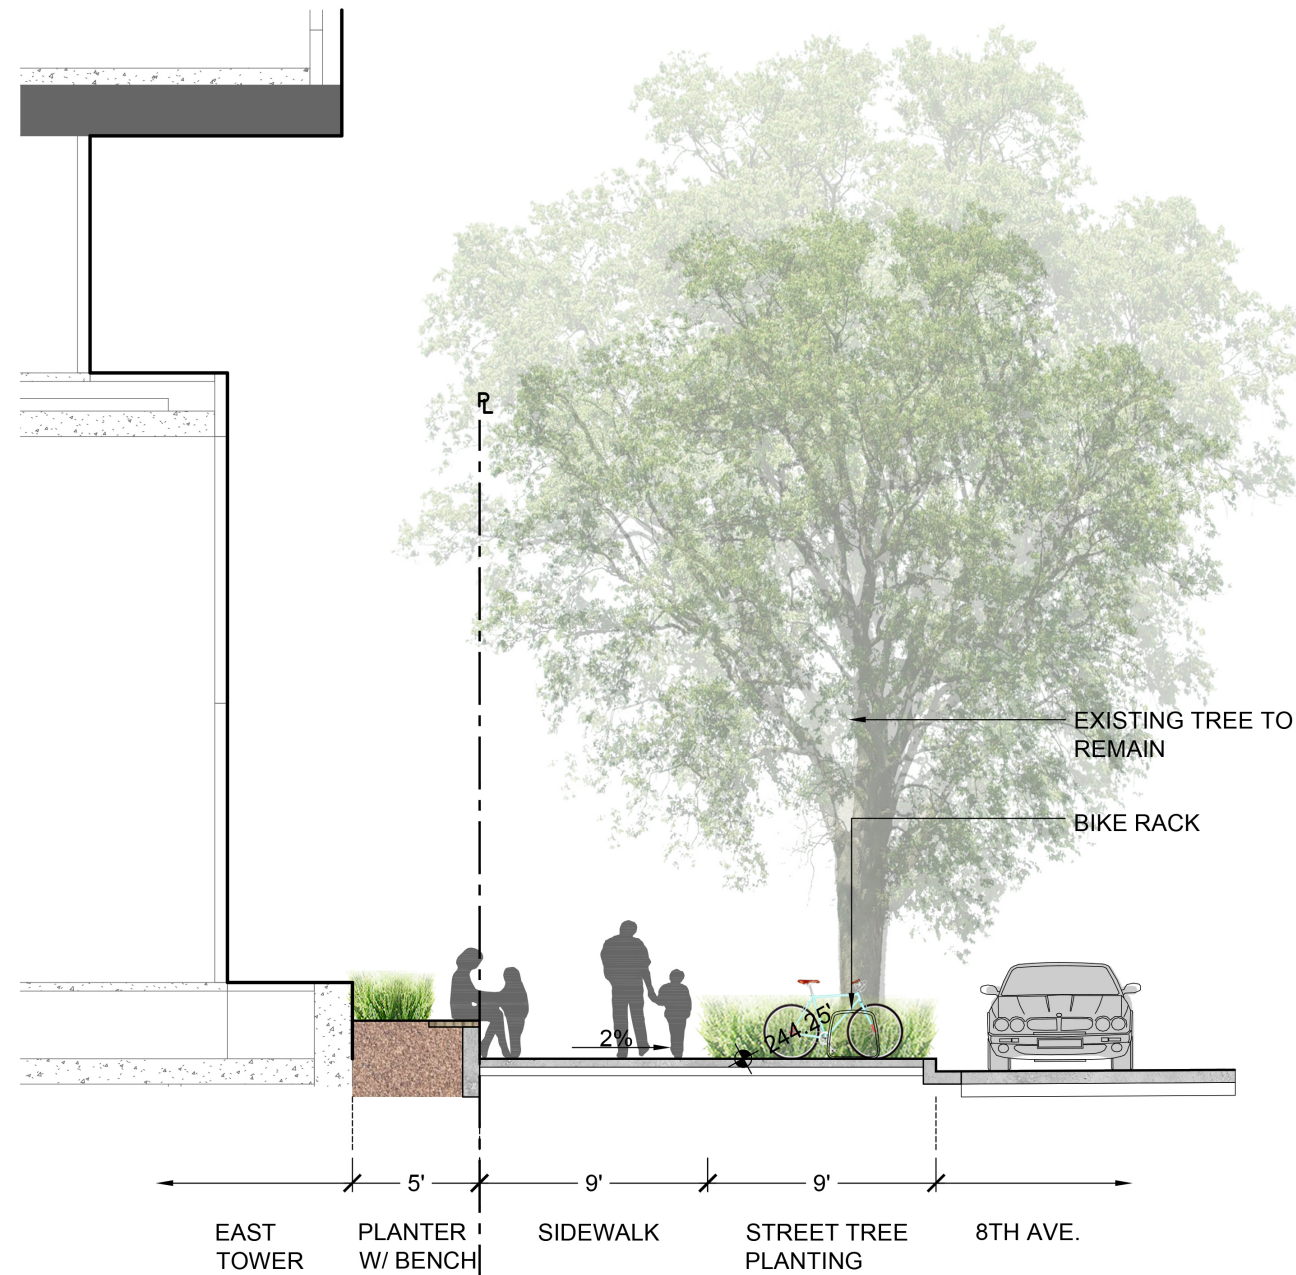 PL
EXISTING TREE TO
REMAIN
BIKE RACK
2%
244.25'
5'
9'
9'
EAST
TOWER
PLANTER
W/ BENCH
SIDEWALK
STREET TREE
PLANTING
8TH AVE.